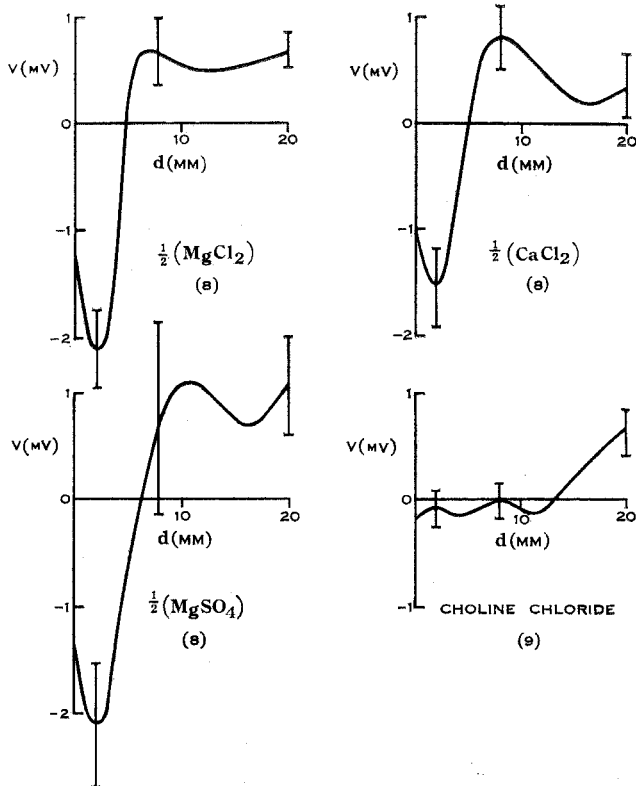 1
V(MV)
0
10
20
d(MM)
-1
½(MgCl₂)
(8)
-2
1
V(MV)
0
10
20
d(MM)
-1
½(CaCl₂)
(8)
-2
1
V(MV)
0
10
20
d(MM)
-1
½(MgSO₄)
(8)
-2
1
V(MV)
0
10
20
d(MM)
-1
CHOLINE CHLORIDE
(9)